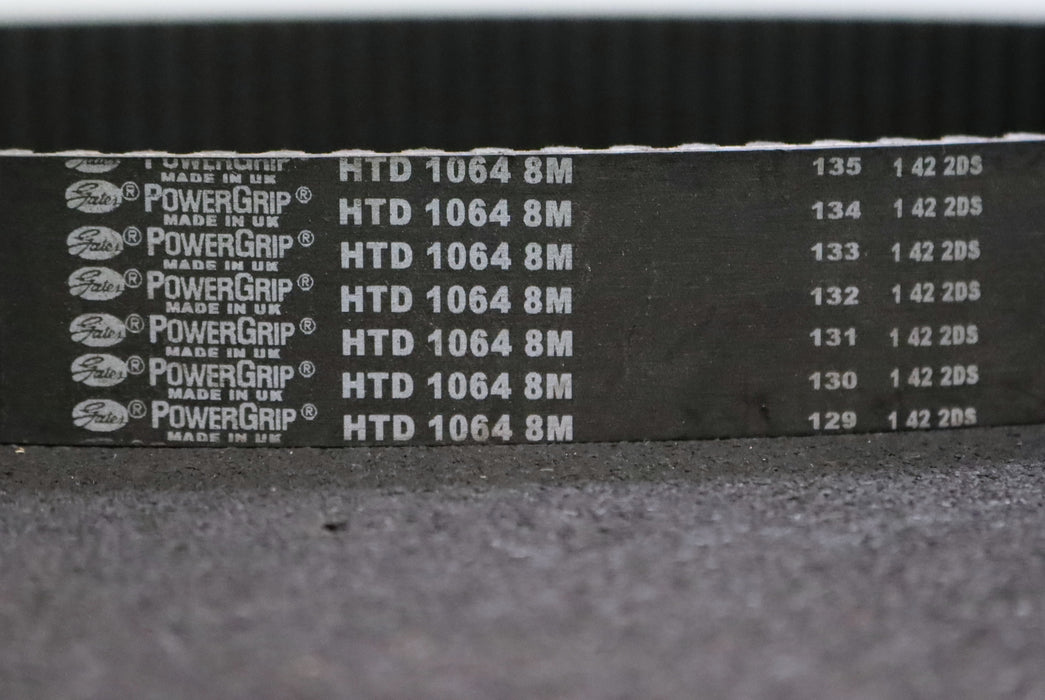 POWERGRIP HTD 1064 8M 135 1 42 2DS
MADE IN UK
Gates® POWERGRIP® HTD 1064 8M 134 1 42 2DS
MADE IN UK
Gates® POWERGRIP® HTD 1064 8M 133 1 42 2DS
MADE IN UK
Gates® POWERGRIP® HTD 1064 8M 132 1 42 2DS
MADE IN UK
Gates® POWERGRIP® HTD 1064 8M 131 1 42 2DS
MADE IN UK
Gates® POWERGRIP® HTD 1064 8M 130 1 42 2DS
MADE IN UK
Gates® POWERGRIP® HTD 1064 8M 129 1 42 2DS
MADE IN UK